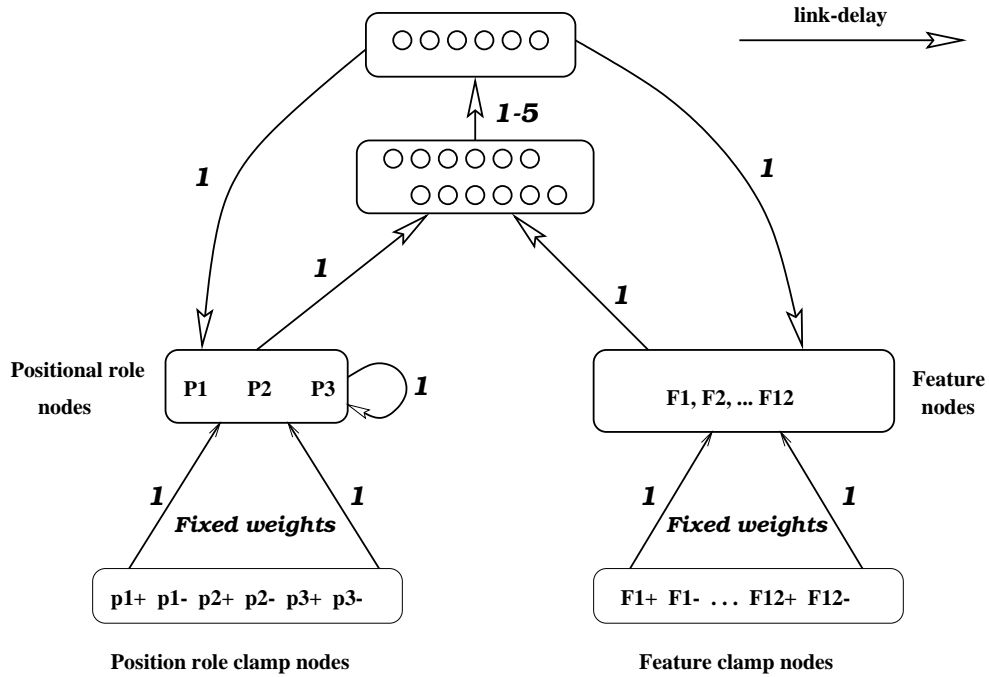 link-delay
1-5
1
1
1
1
Positional role
nodes
P1 P2 P3
1
F1, F2, ... F12
Feature
nodes
1
1
Fixed weights
1
1
Fixed weights
p1+ p1- p2+ p2- p3+ p3-
F1+ F1- . . . F12+ F12-
Position role clamp nodes
Feature clamp nodes